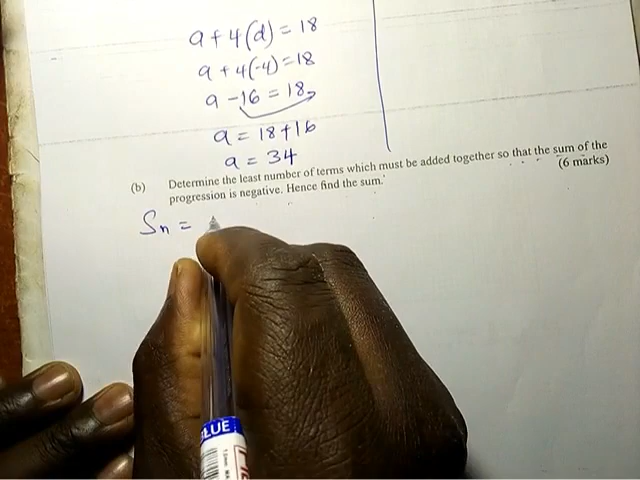 a + 4(d) = 18
a + 4(-4) = 18
a - 16 = 18
a = 18 + 16
a = 34
(b) Determine the least number of terms which must be added together so that the sum of the
progression is negative. Hence find the sum. (6 marks)
Sn =
BLUE